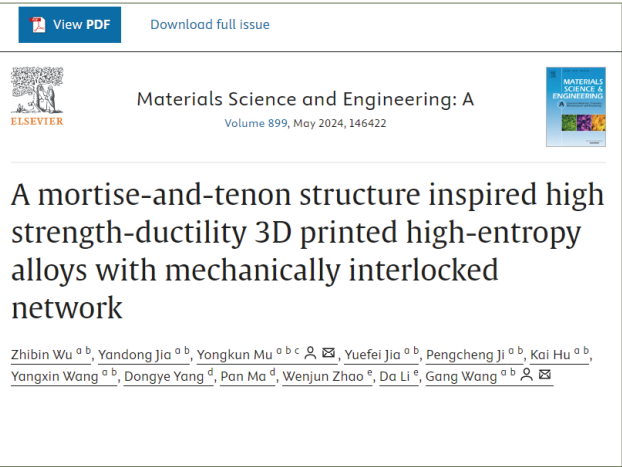 View PDF
Download full issue
ELSEVIER
Materials Science and Engineering: A
Volume 899, May 2024, 146422
MATERIALS
SCIENCE &
ENGINEERING
A
A mortise-and-tenon structure inspired high
strength-ductility 3D printed high-entropy
alloys with mechanically interlocked
network
Zhibin Wu a b, Yandong Jia a b, Yongkun Mu a b c, Yuefei Jia a b, Pengcheng Ji a b, Kai Hu a b,
Yangxin Wang a b, Dongye Yang d, Pan Ma d, Wenjun Zhao e, Da Li e, Gang Wang a b